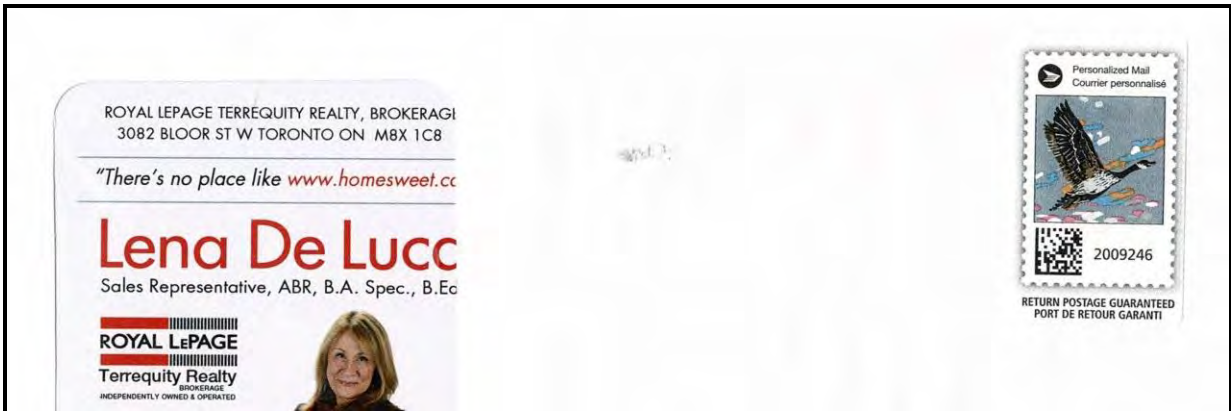 ROYAL LEPAGE TERREQUITY REALTY, BROKERAGE
3082 BLOOR ST W TORONTO ON M8X 1C8
"There's no place like www.homesweet.cc
Lena De Lucc
Sales Representative, ABR, B.A. Spec., B.Ec
ROYAL LEPAGE
Terrequity Realty
BROKERAGE
INDEPENDENTLY OWNED & OPERATED
Personalized Mail
Courrier personnalisé
2009246
RETURN POSTAGE GUARANTEED
PORT DE RETOUR GARANTI